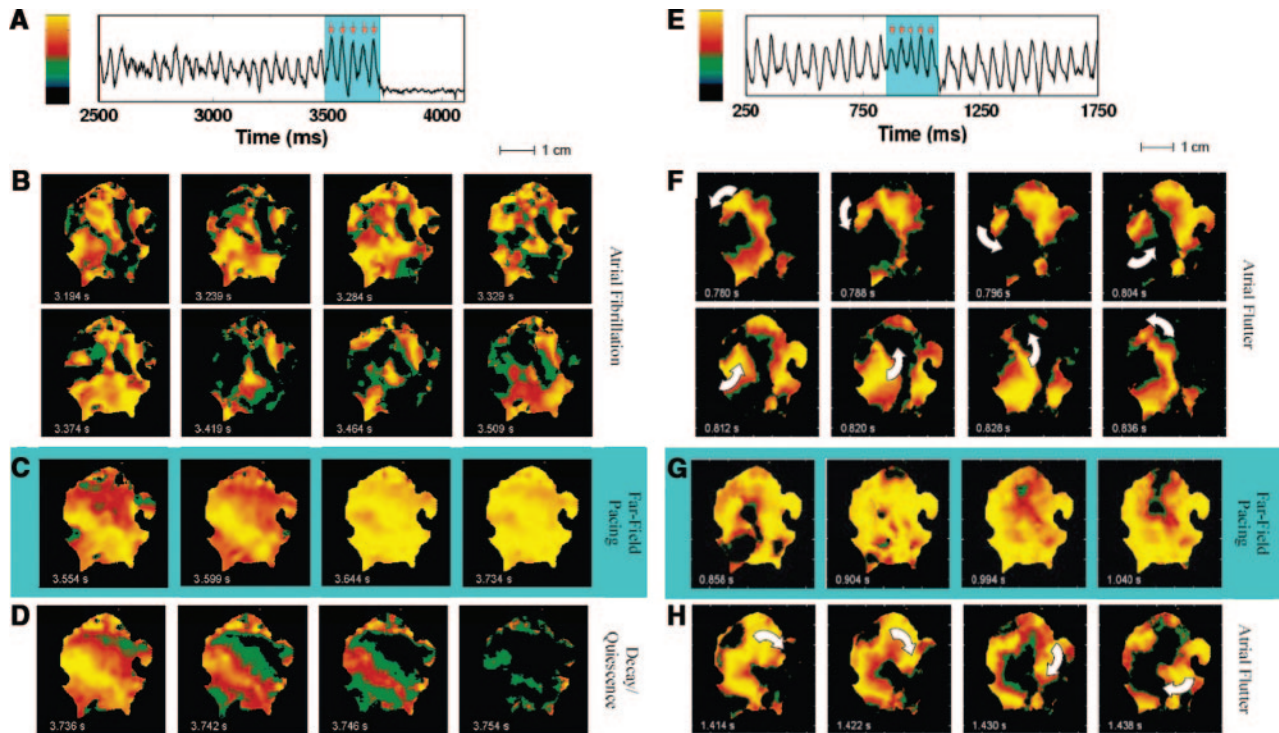 A
2500 3000 3500 4000
Time (ms)
1 cm
E
250 750 1250 1750
Time (ms)
1 cm
B
3.194 s 3.239 s 3.284 s 3.329 s
3.374 s 3.419 s 3.464 s 3.509 s
Atrial Fibrillation
F
0.780 s 0.788 s 0.796 s 0.804 s
0.812 s 0.820 s 0.828 s 0.836 s
Atrial Flutter
C
3.554 s 3.599 s 3.644 s 3.734 s
Far-Field
Pacing
G
0.858 s 0.904 s 0.994 s 1.040 s
Far-Field
Pacing
D
3.736 s 3.742 s 3.746 s 3.754 s
Decay/
Quiescence
H
1.414 s 1.422 s 1.430 s 1.438 s
Atrial Flutter